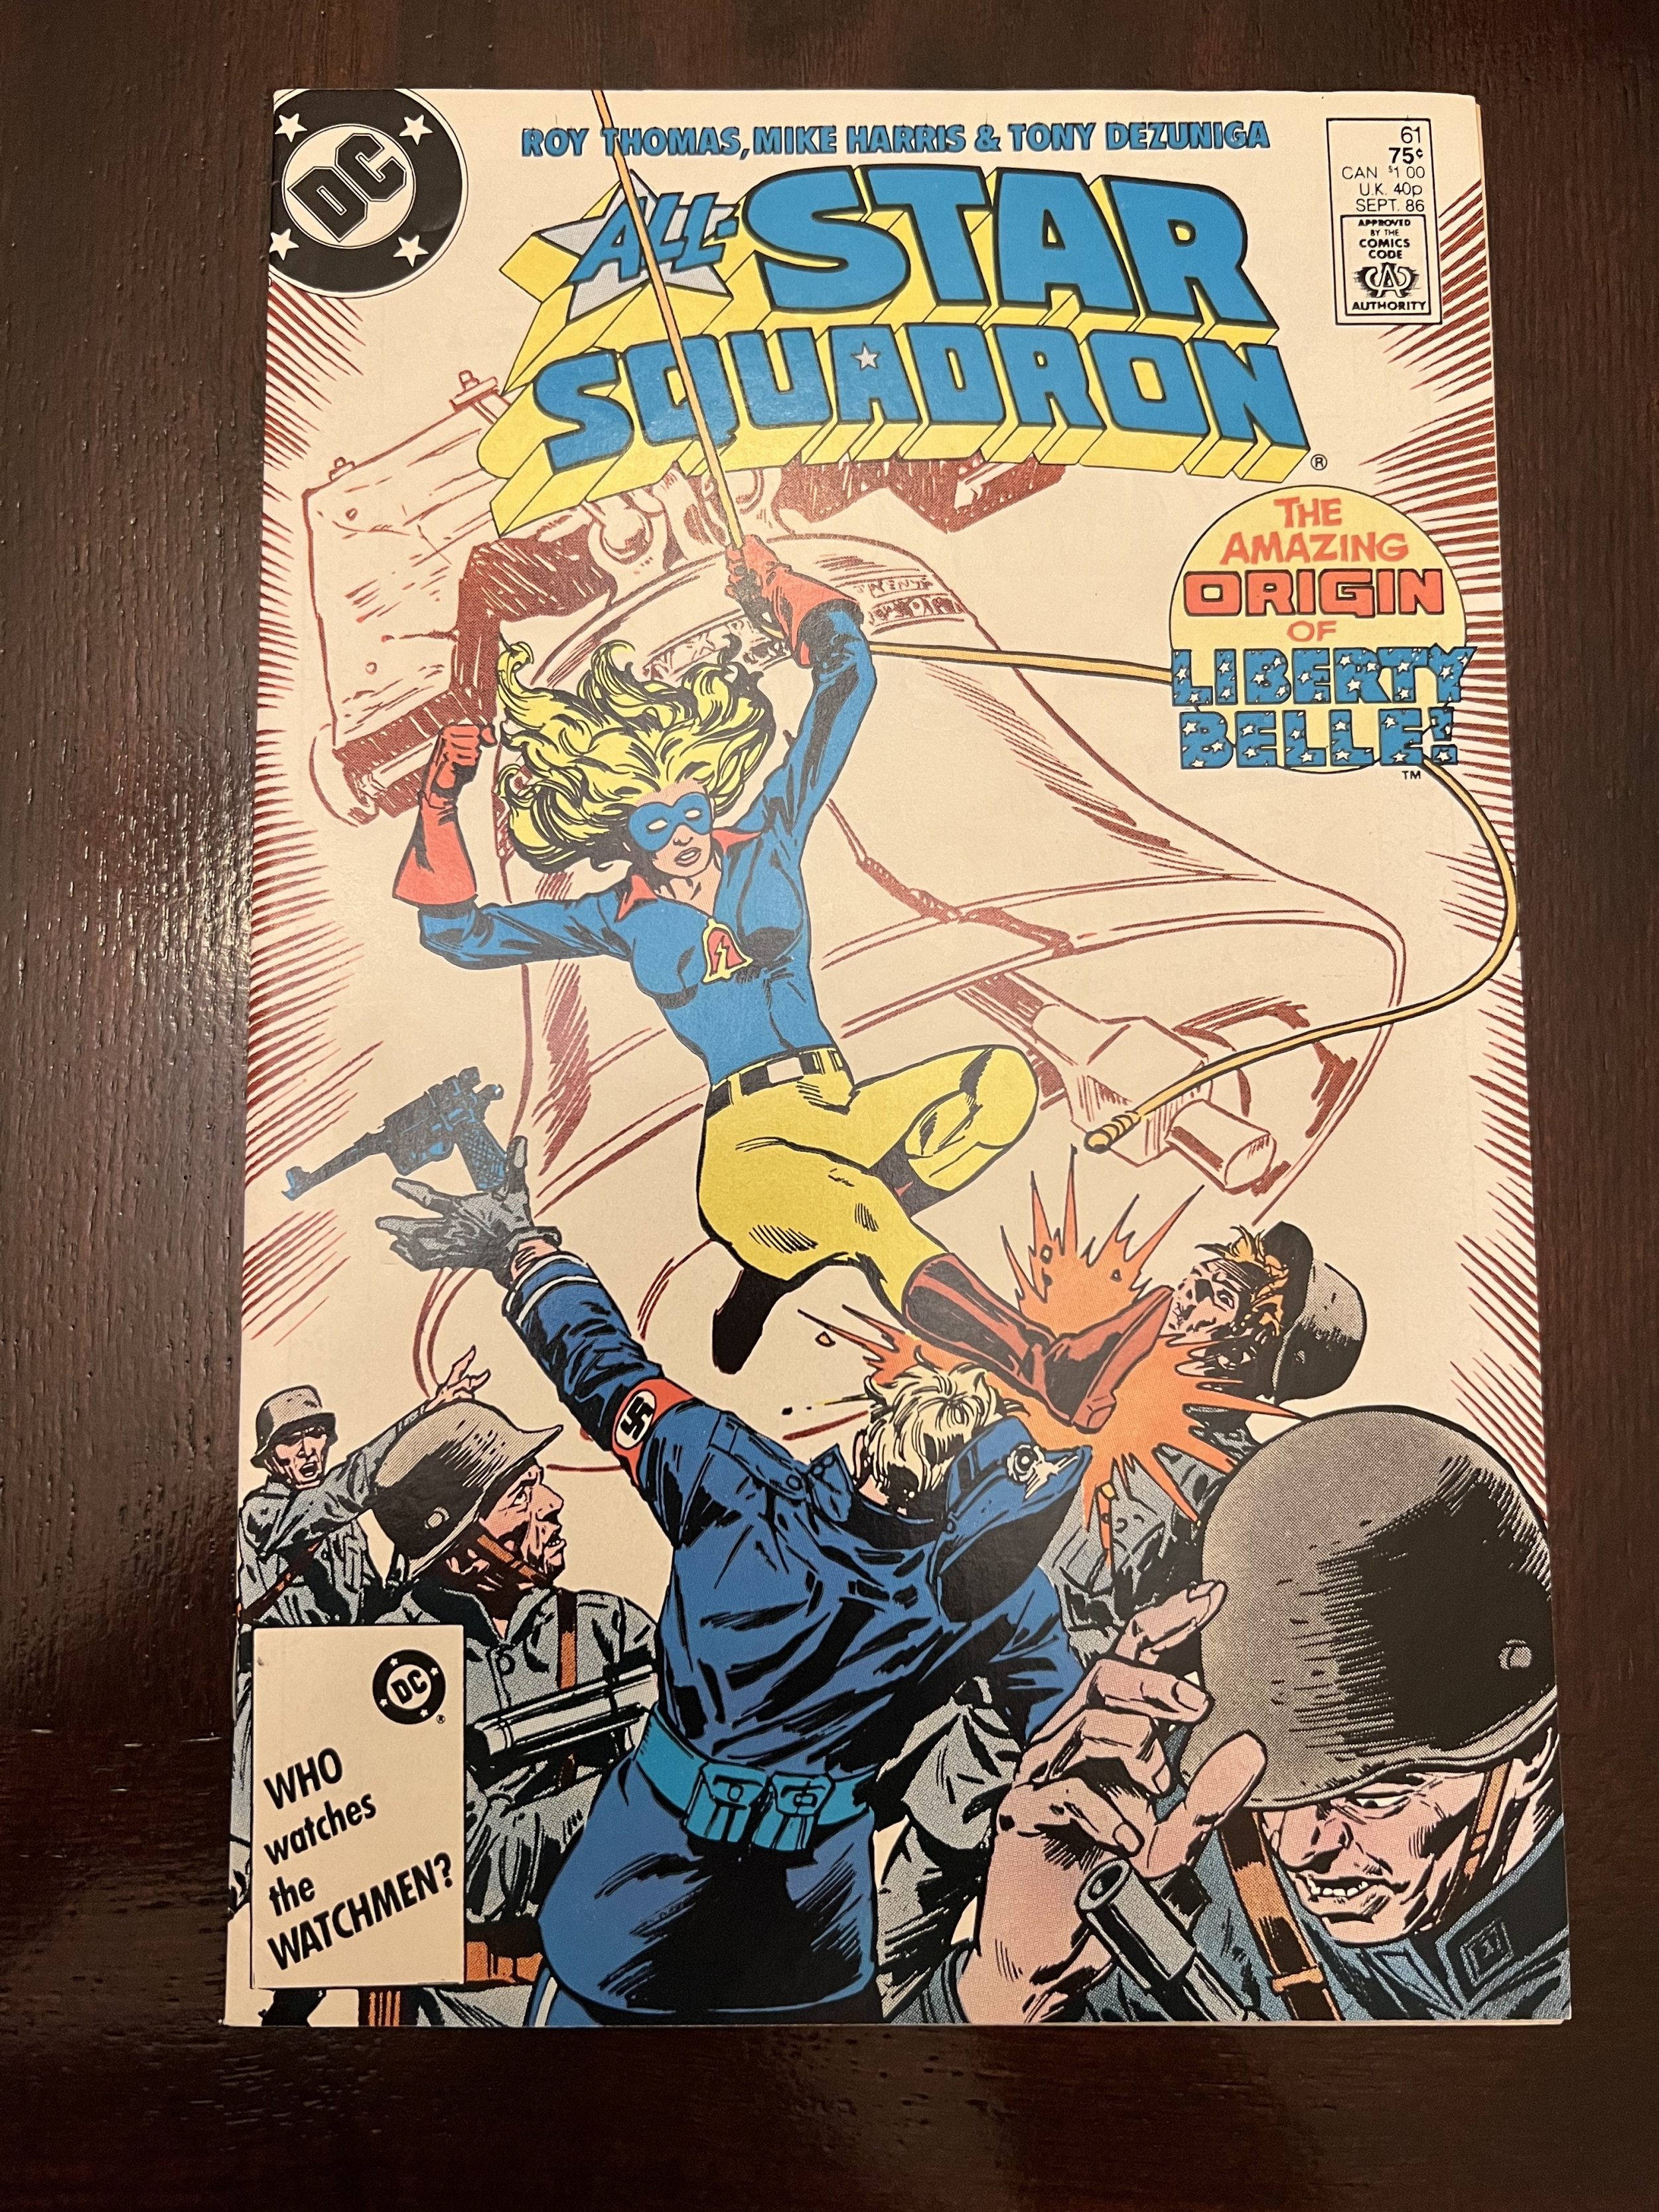 DC
ROY THOMAS, MIKE HARRIS & TONY DEZUNIGA
61
75¢
CAN $1.00
U.K. 40p
SEPT. 86
APPROVED
BY THE
COMICS
CODE
CA
AUTHORITY
ALL-STAR
SQUADRON
®
THE
AMAZING
ORIGIN
OF
LIBERTY
BELLE!
TM
DC
®
WHO
watches
the
WATCHMEN?